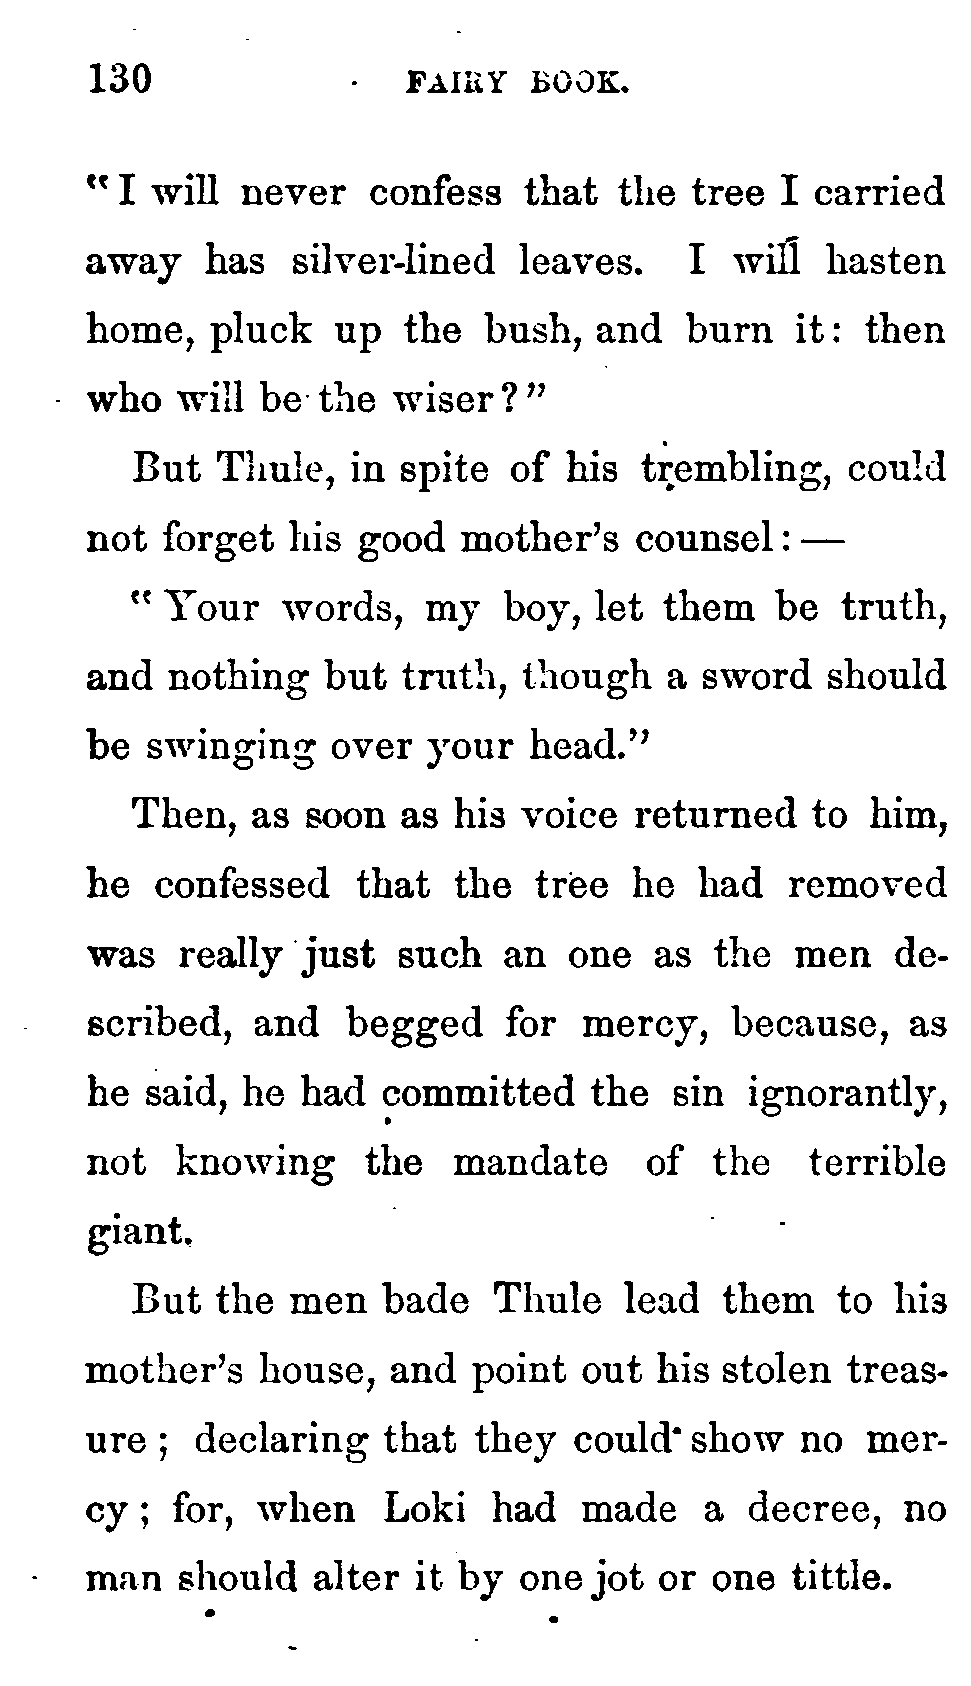 130 FAIRY BOOK.
“I will never confess that the tree I carried
away has silver-lined leaves. I will hasten
home, pluck up the bush, and burn it: then
who will be the wiser?”
But Thule, in spite of his trembling, could
not forget his good mother’s counsel: —
“Your words, my boy, let them be truth,
and nothing but truth, though a sword should
be swinging over your head.”
Then, as soon as his voice returned to him,
he confessed that the tree he had removed
was really just such an one as the men de-
scribed, and begged for mercy, because, as
he said, he had committed the sin ignorantly,
not knowing the mandate of the terrible
giant.
But the men bade Thule lead them to his
mother’s house, and point out his stolen treas-
ure; declaring that they could show no mer-
cy; for, when Loki had made a decree, no
man should alter it by one jot or one tittle.